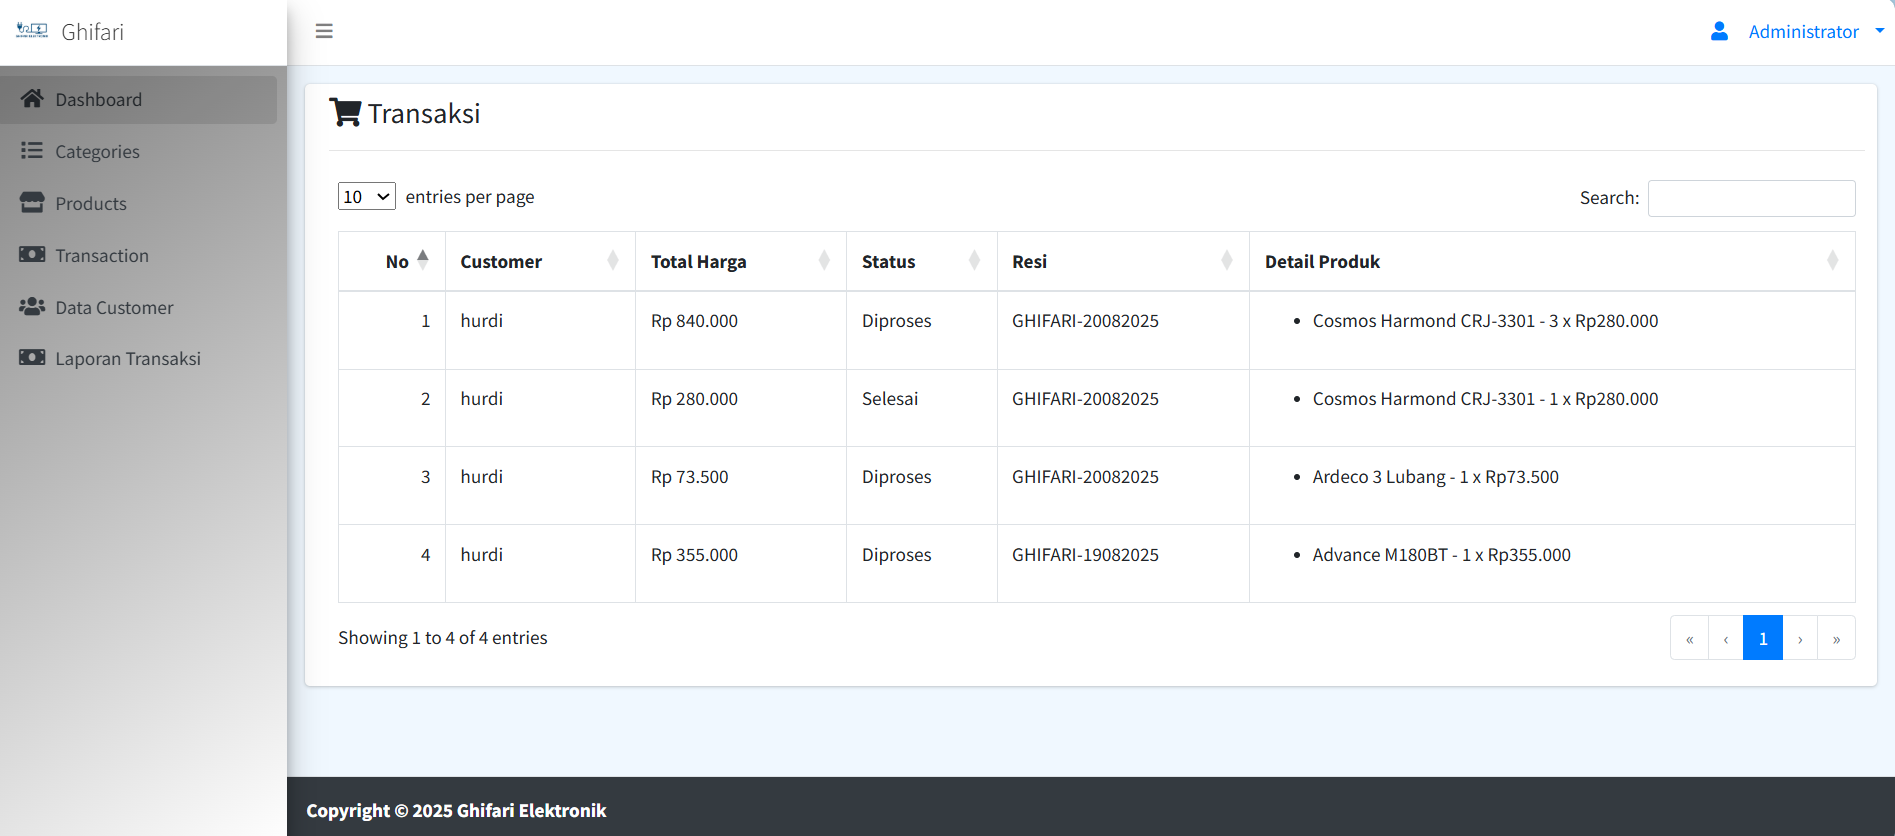 Ghifari
Administrator
Dashboard
Categories
Products
Transaction
Data Customer
Laporan Transaksi
Transaksi
10 entries per page
Search:
No Customer Total Harga Status Resi Detail Produk
1 hurdi Rp 840.000 Diproses GHIFARI-20082025 • Cosmos Harmond CRJ-3301 - 3 x Rp280.000
2 hurdi Rp 280.000 Selesai GHIFARI-20082025 • Cosmos Harmond CRJ-3301 - 1 x Rp280.000
3 hurdi Rp 73.500 Diproses GHIFARI-20082025 • Ardeco 3 Lubang - 1 x Rp73.500
4 hurdi Rp 355.000 Diproses GHIFARI-19082025 • Advance M180BT - 1 x Rp355.000
Showing 1 to 4 of 4 entries
« ‹ 1 › »
Copyright © 2025 Ghifari Elektronik